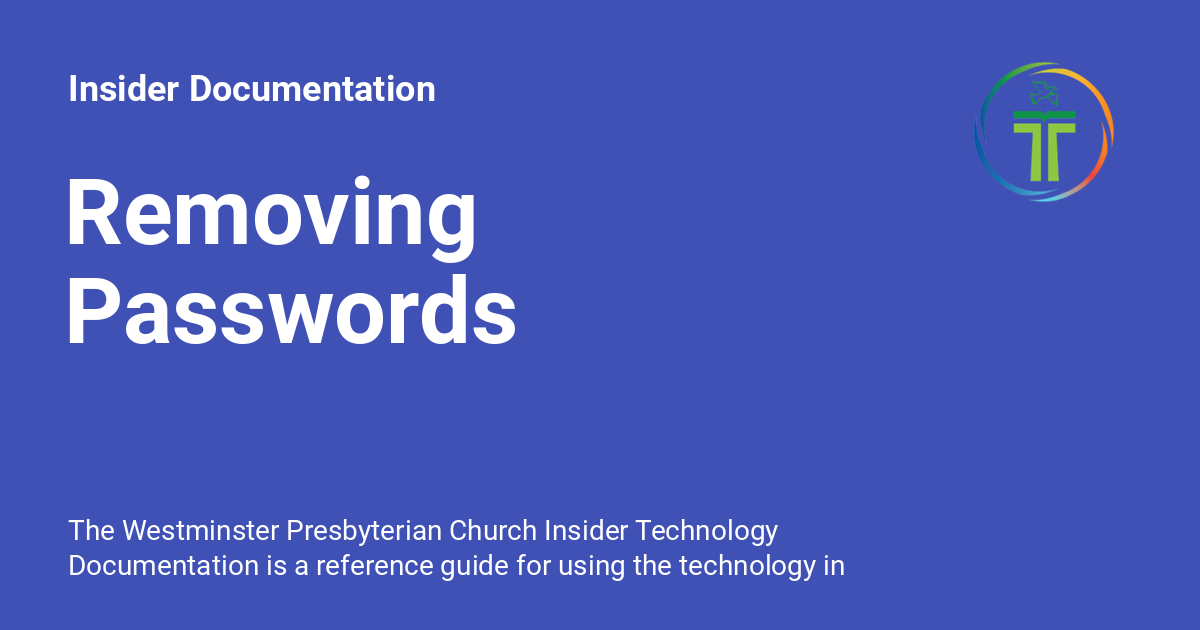 Insider Documentation
Removing
Passwords
The Westminster Presbyterian Church Insider Technology
Documentation is a reference guide for using the technology in